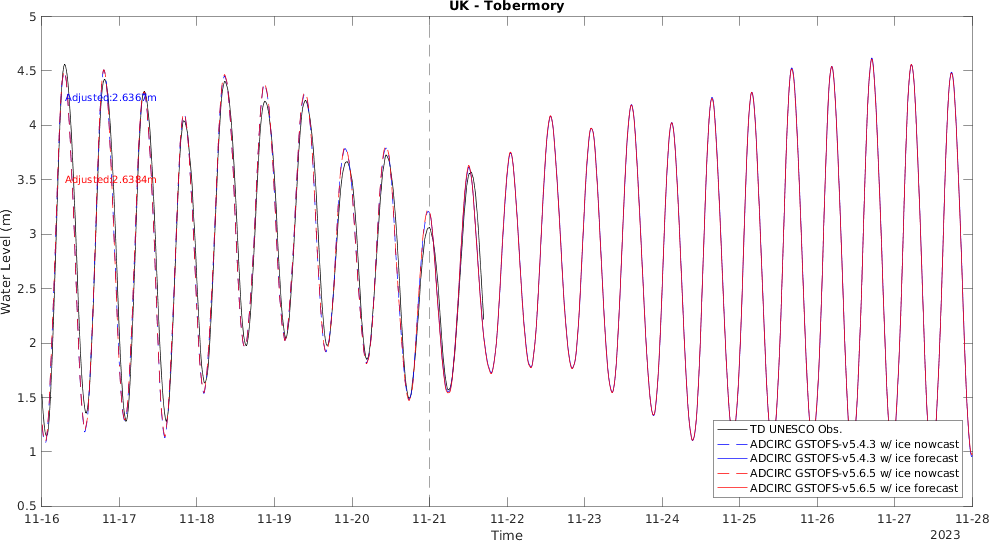 UK - Tobermory
5
4.5
4
3.5
3
2.5
2
1.5
1
0.5
Water Level (m)
Adjusted:2.6367m
Adjusted:2.6384m
TD UNESCO Obs.
ADCIRC GSTOFS-v5.4.3 w/ ice nowcast
ADCIRC GSTOFS-v5.4.3 w/ ice forecast
ADCIRC GSTOFS-v5.6.5 w/ ice nowcast
ADCIRC GSTOFS-v5.6.5 w/ ice forecast
11-16 11-17 11-18 11-19 11-20 11-21 11-22 11-23 11-24 11-25 11-26 11-27 11-28
Time
2023